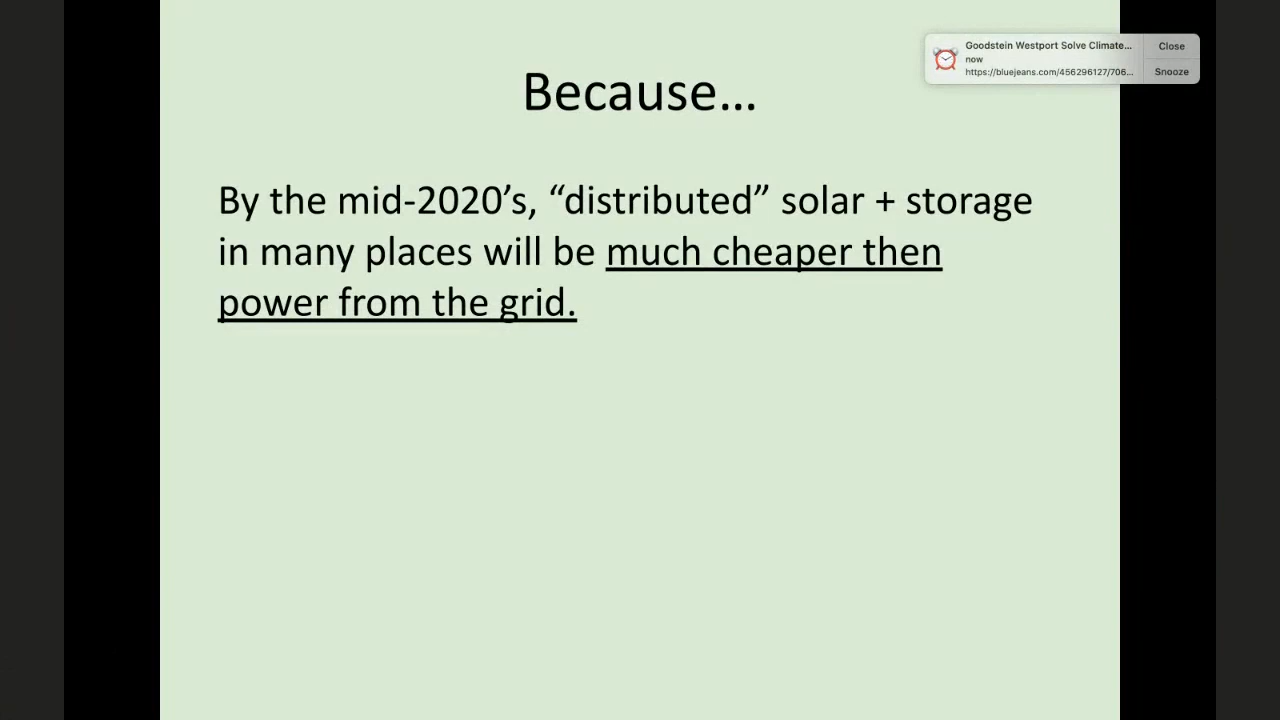 Because…
By the mid-2020’s, “distributed” solar + storage
in many places will be much cheaper then
power from the grid.
Goodstein Westport Solve Climate...
now
https://bluejeans.com/456296127/706...
Close
Snooze